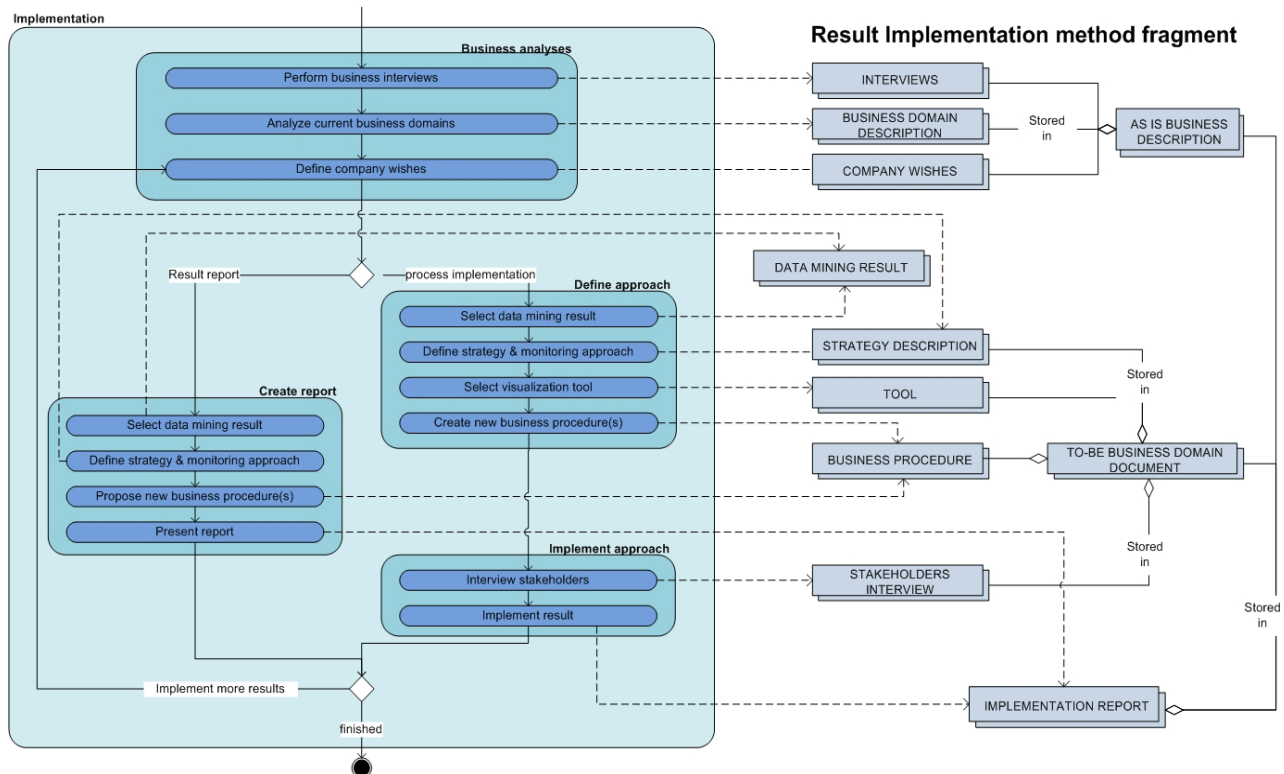 Implementation
Result Implementation method fragment
Business analyses
Perform business interviews
Analyze current business domains
Define company wishes
INTERVIEWS
BUSINESS DOMAIN
DESCRIPTION
COMPANY WISHES
Stored
in
AS IS BUSINESS
DESCRIPTION
Result report
process implementation
DATA MINING RESULT
Define approach
Select data mining result
Define strategy & monitoring approach
Select visualization tool
Create new business procedure(s)
STRATEGY DESCRIPTION
TOOL
Stored
in
BUSINESS PROCEDURE
TO-BE BUSINESS DOMAIN
DOCUMENT
Create report
Select data mining result
Define strategy & monitoring approach
Propose new business procedure(s)
Present report
Implement approach
Interview stakeholders
Implement result
STAKEHOLDERS
INTERVIEW
Stored
in
Stored
in
Implement more results
IMPLEMENTATION REPORT
finished